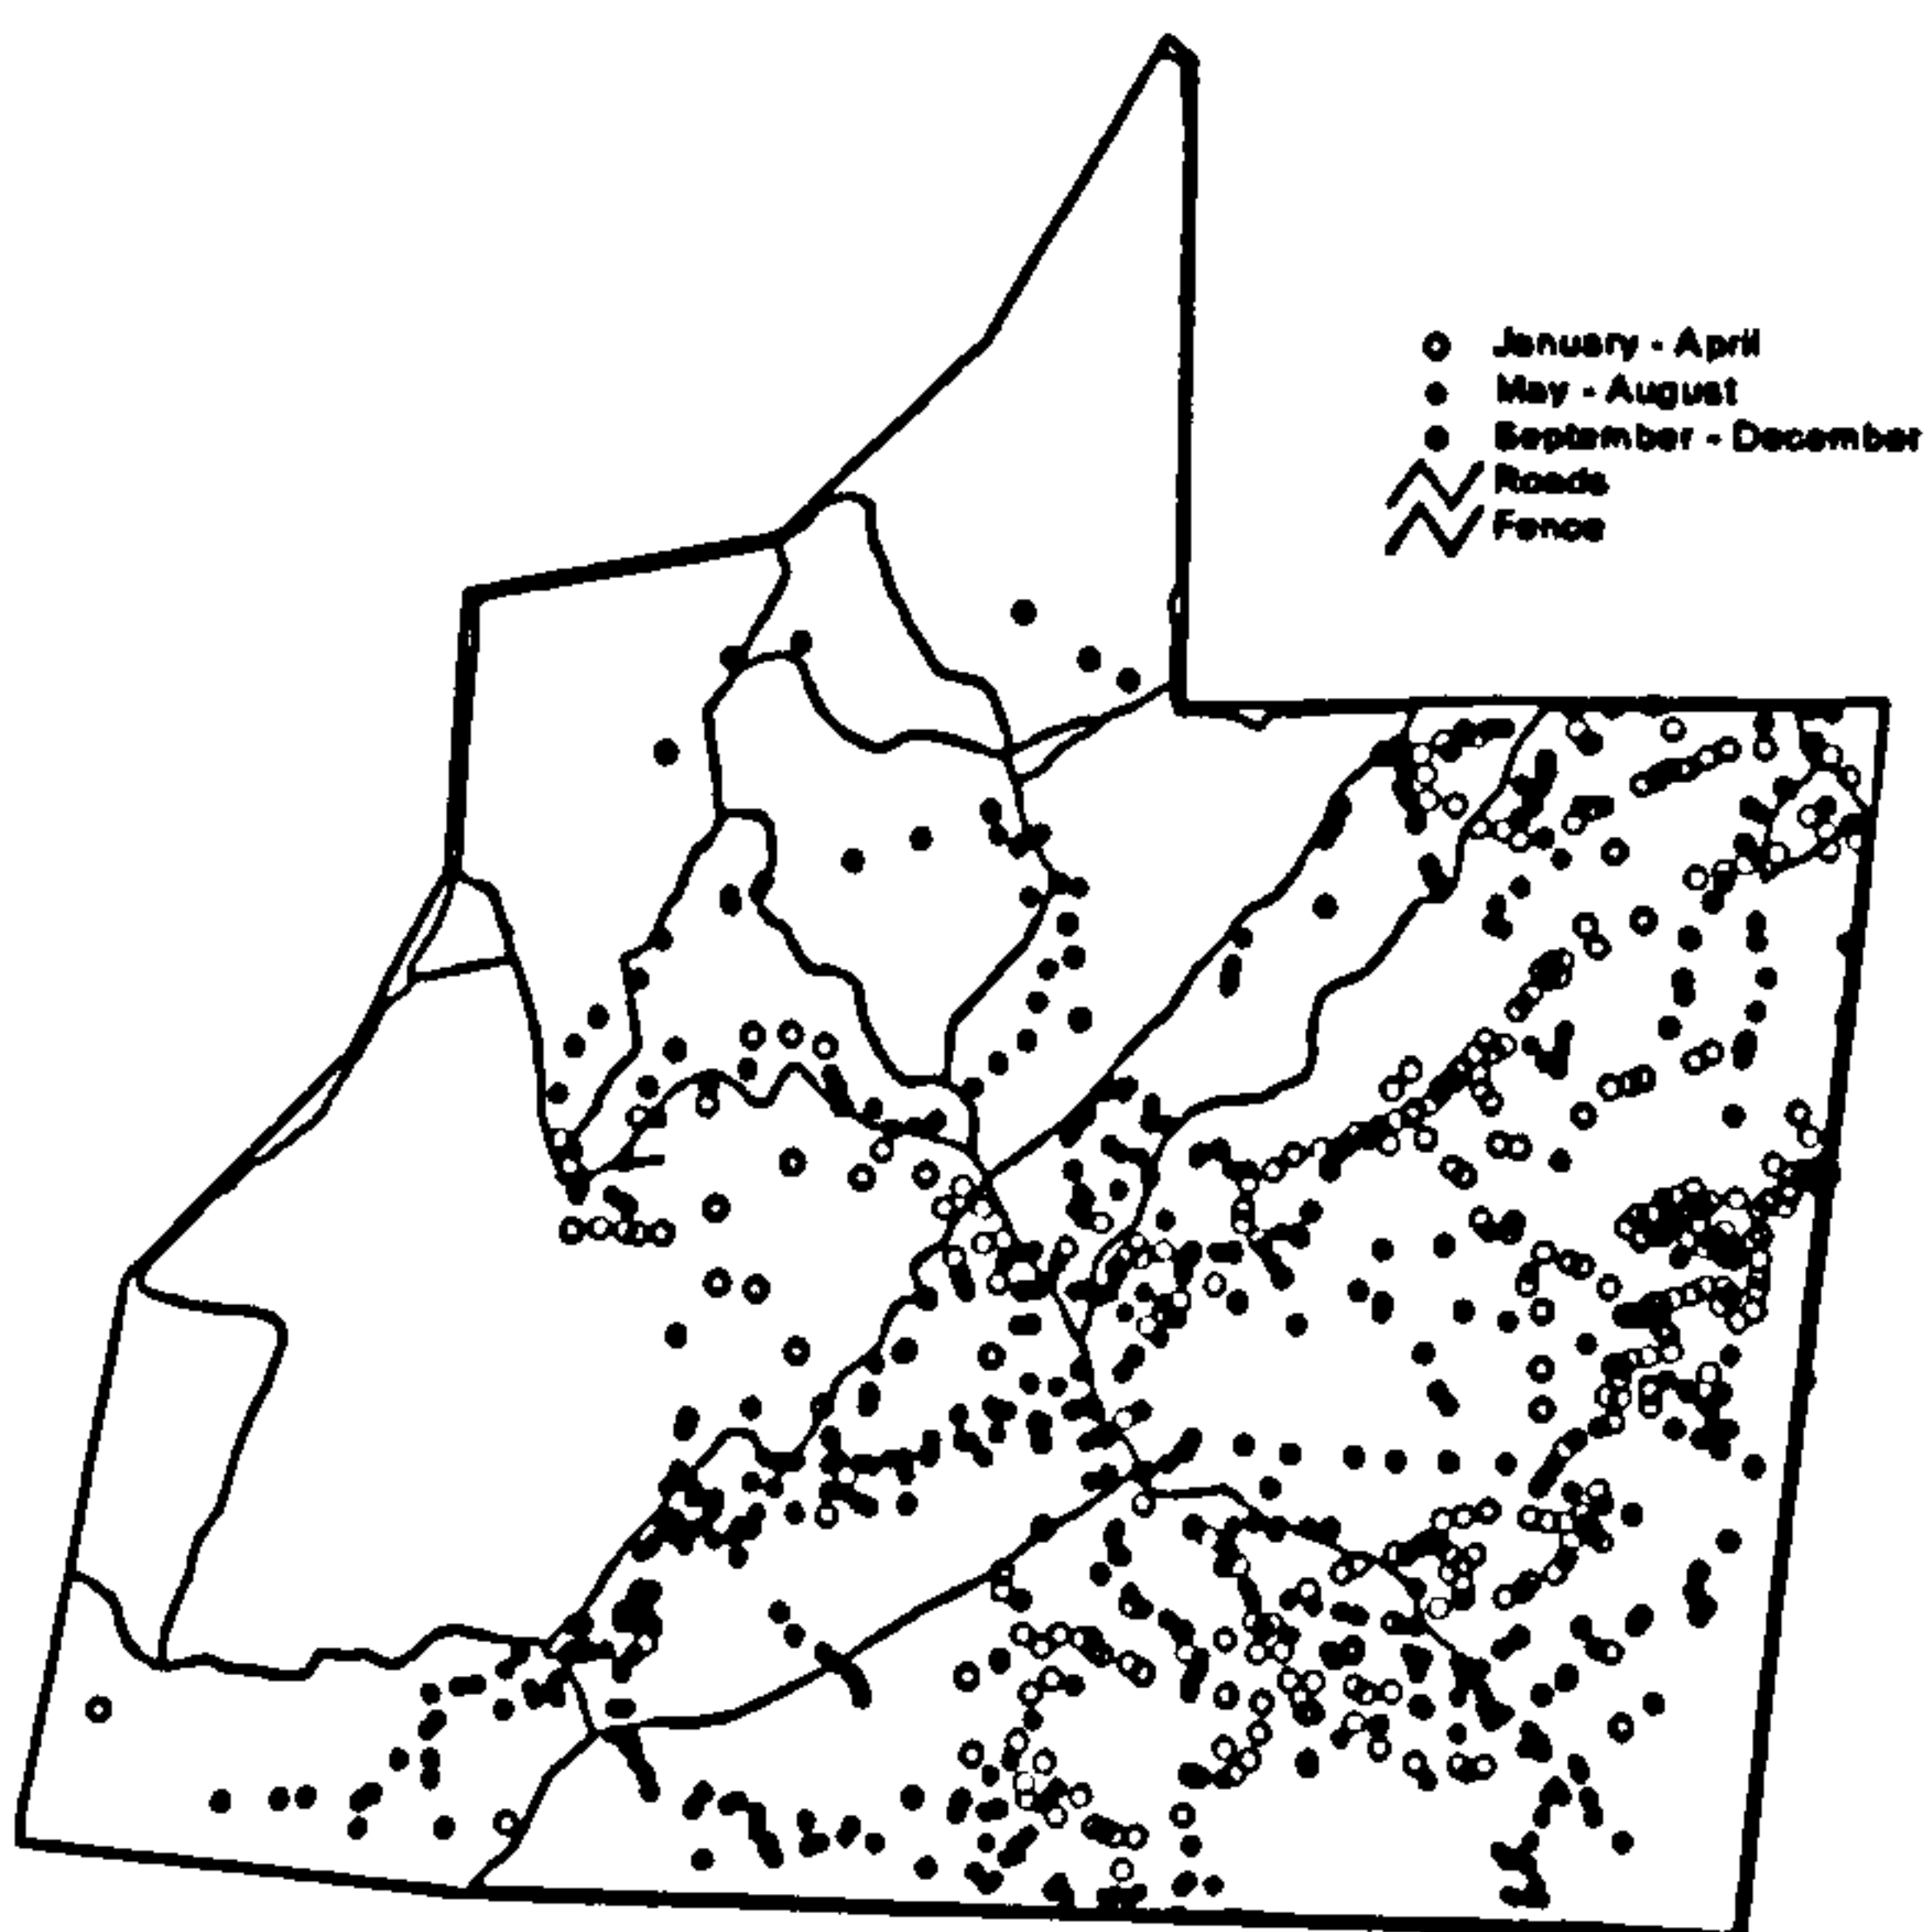 January - April
May - August
September - December
Roads
Fence